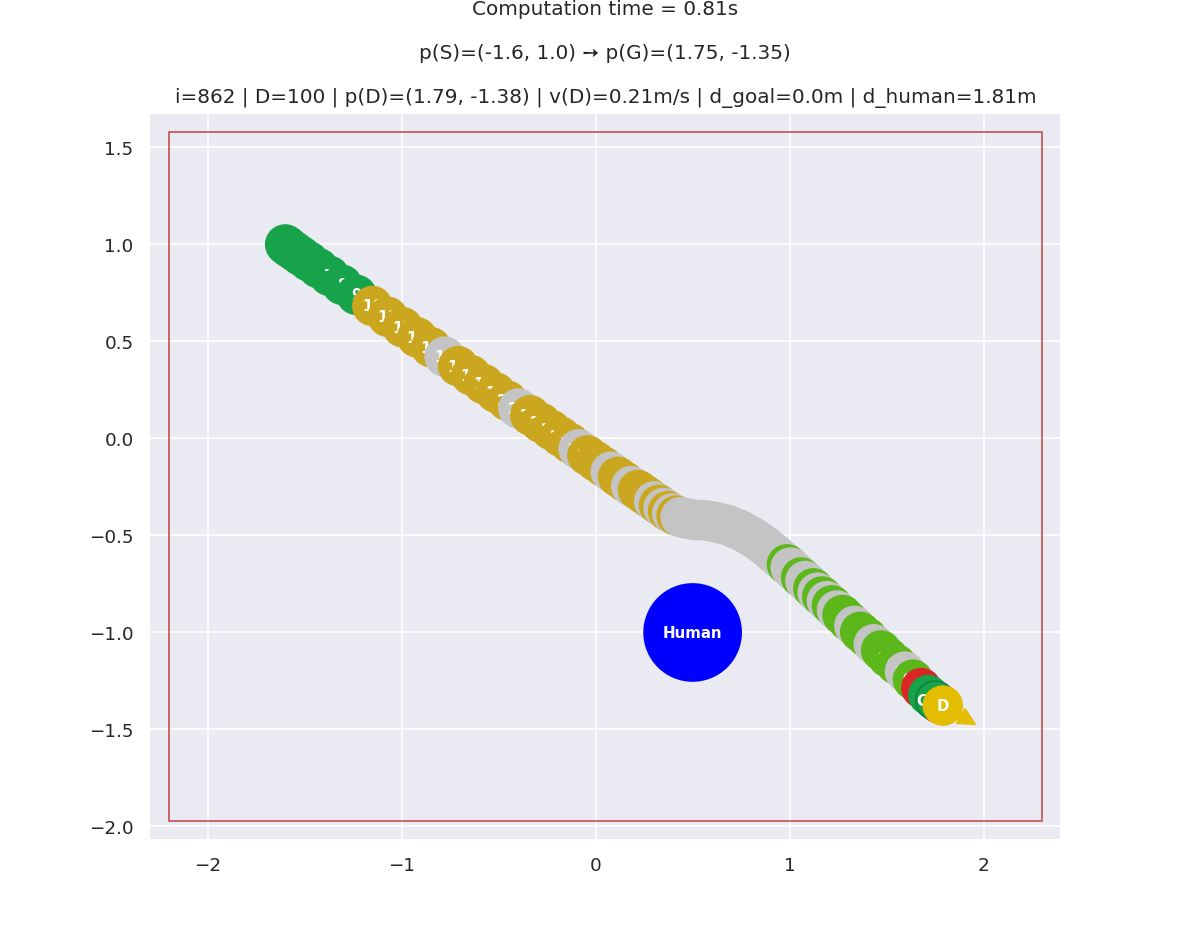 Computation time = 0.81s
p(S)=(-1.6, 1.0) → p(G)=(1.75, -1.35)
i=862 | D=100 | p(D)=(1.79, -1.38) | v(D)=0.21m/s | d_goal=0.0m | d_human=1.81m
1.5
1.0
0.5
0.0
−0.5
Human
−1.0
D
−1.5
−2.0
−2 −1 0 1 2